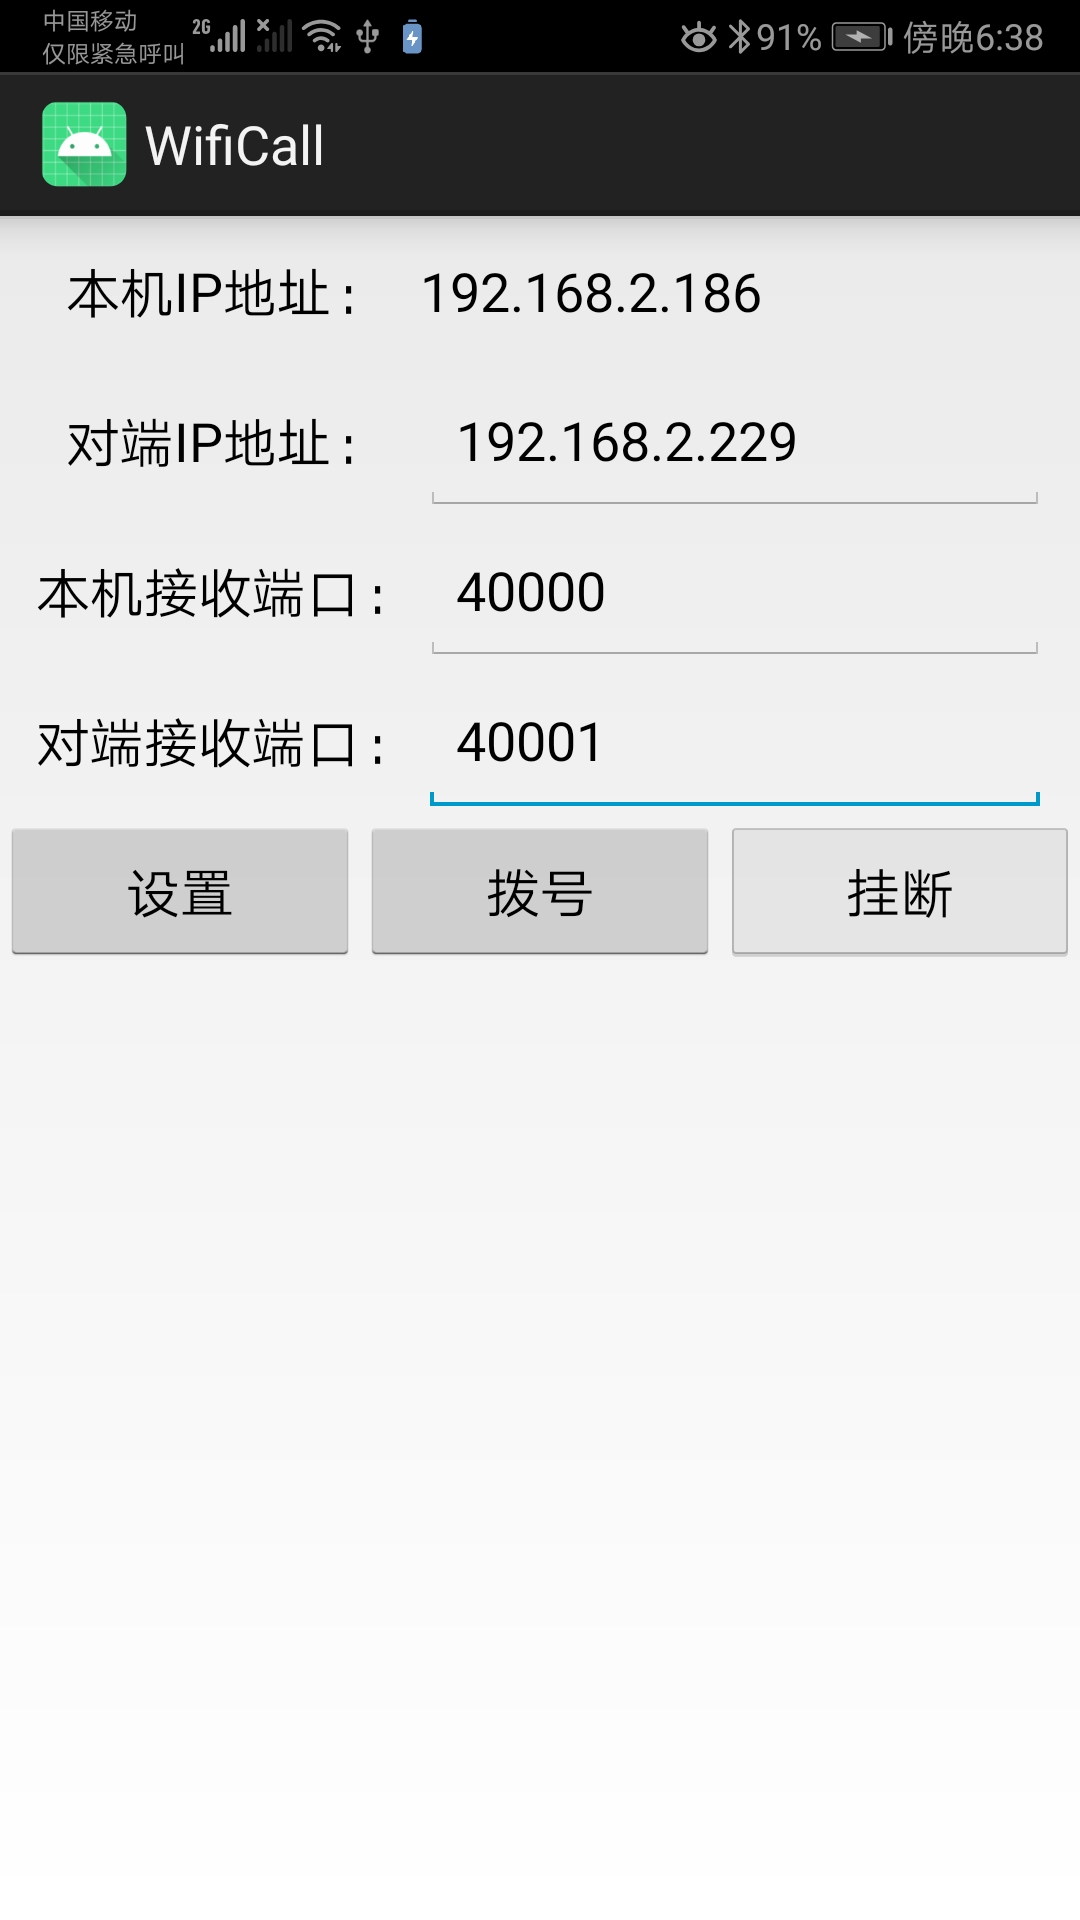 中国移动
仅限紧急呼叫
2G
91%
傍晚6:38
WifiCall
本机IP地址: 192.168.2.186
对端IP地址: 192.168.2.229
本机接收端口: 40000
对端接收端口: 40001
设置 拨号 挂断